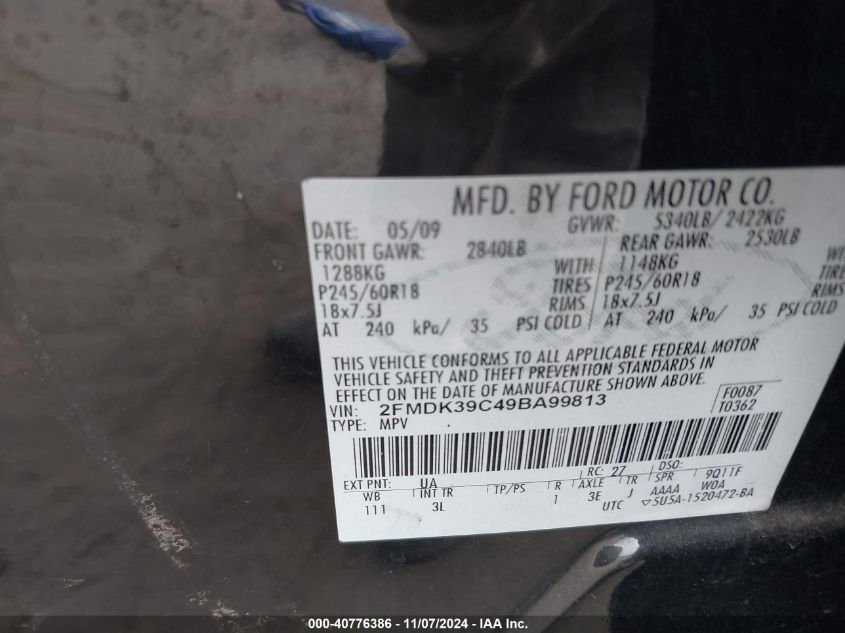 MFD. BY FORD MOTOR CO.
DATE: 05/09 GVWR: 5340LB/ 2422KG
FRONT GAWR: 2840LB REAR GAWR: 2530LB
1288KG WITH 1148KG WI
P245/60R18 TIRES P245/60R18 TIRE
18x7.5J RIMS 18x7.5J RIMS
AT 240 kPa/ 35 PSI COLD AT 240 kPa/ 35 PSI COLD
THIS VEHICLE CONFORMS TO ALL APPLICABLE FEDERAL MOTOR
VEHICLE SAFETY AND THEFT PREVENTION STANDARDS IN
EFFECT ON THE DATE OF MANUFACTURE SHOWN ABOVE.
VIN: 2FMDK39C49BA99813 F0087
TYPE: MPV T0362
EXT PNT: UA RC: 27 DSO:
WB INT TR TP/PS R AXLE TR SPR 9Q11F
111 3L 1 3E J AAAA W0A
UTC 5U5A-1520472-BA
000-40776386 - 11/07/2024 - IAA Inc.